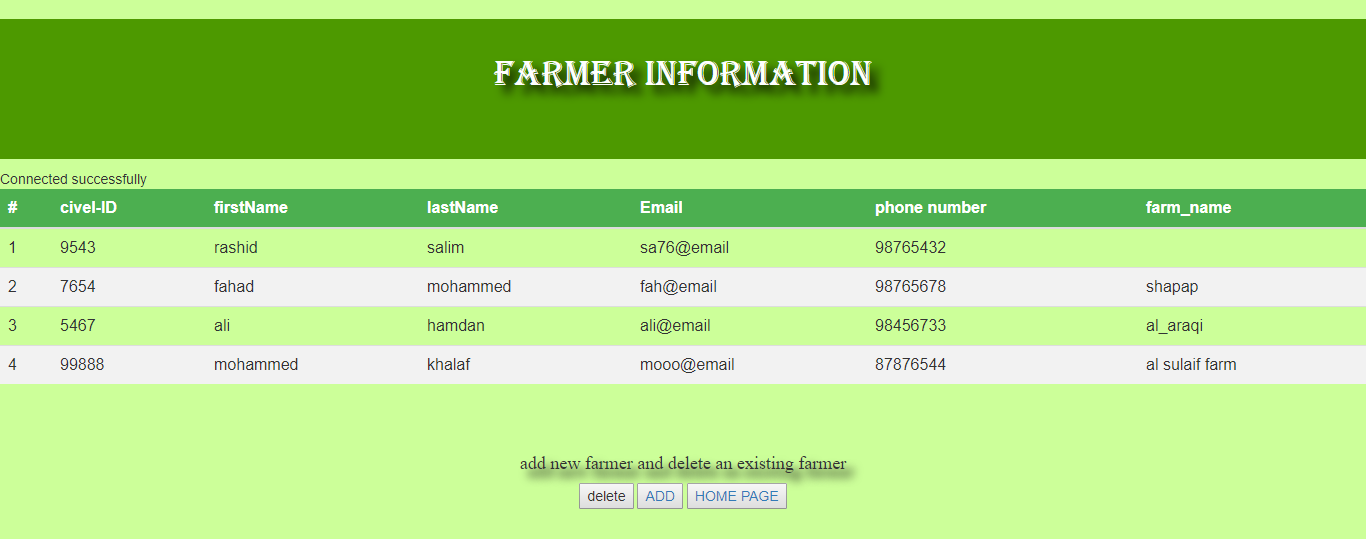 FARMER INFORMATION
Connected successfully
# civel-ID firstName lastName Email phone number farm_name
1 9543 rashid salim sa76@email 98765432
2 7654 fahad mohammed fah@email 98765678 shapap
3 5467 ali hamdan ali@email 98456733 al_araqi
4 99888 mohammed khalaf mooo@email 87876544 al sulaif farm
add new farmer and delete an existing farmer
delete ADD HOME PAGE